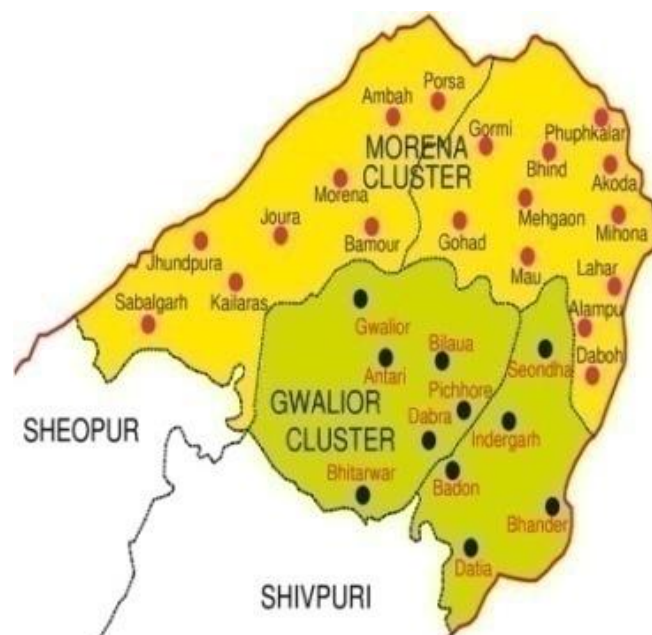 Porsa
Ambah
Gormi
Phuphkalan
MORENA
CLUSTER
Bhind
Akoda
Morena
Mehgaon
Joura
Mihona
Bamour
Gohad
Jhundpura
Mau
Lahar
Kailaras
Sabalgarh
Alampu
Gwalior
Daboh
Bilaua
Seondha
Antari
Pichhore
GWALIOR
CLUSTER
Dabra
Indergarh
SHEOPUR
Bhitarwar
Badon
Bhander
Datia
SHIVPURI